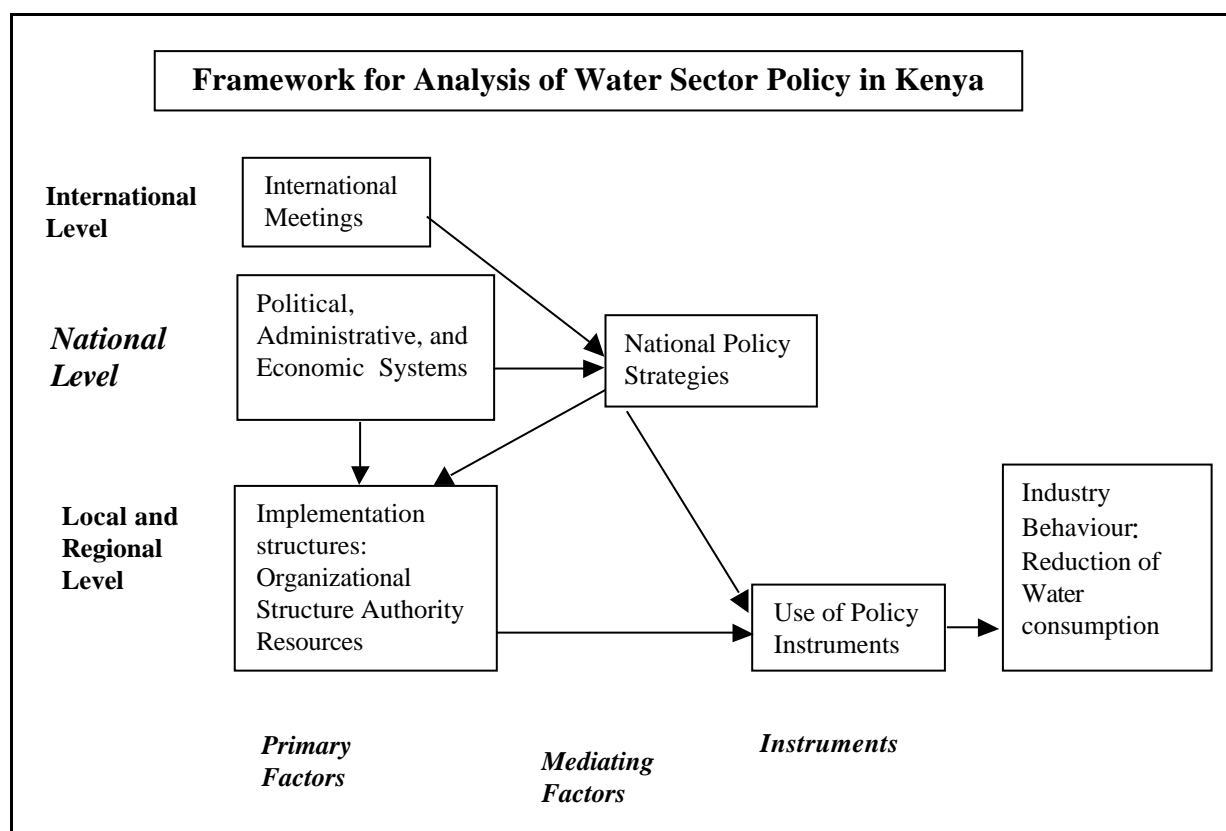 Framework for Analysis of Water Sector Policy in Kenya
International
Level
International
Meetings
National
Level
Political,
Administrative, and
Economic Systems
National Policy
Strategies
Local and
Regional
Level
Implementation
structures:
Organizational
Structure Authority
Resources
Use of Policy
Instruments
Industry
Behaviour:
Reduction of
Water
consumption
Primary
Factors
Mediating
Factors
Instruments